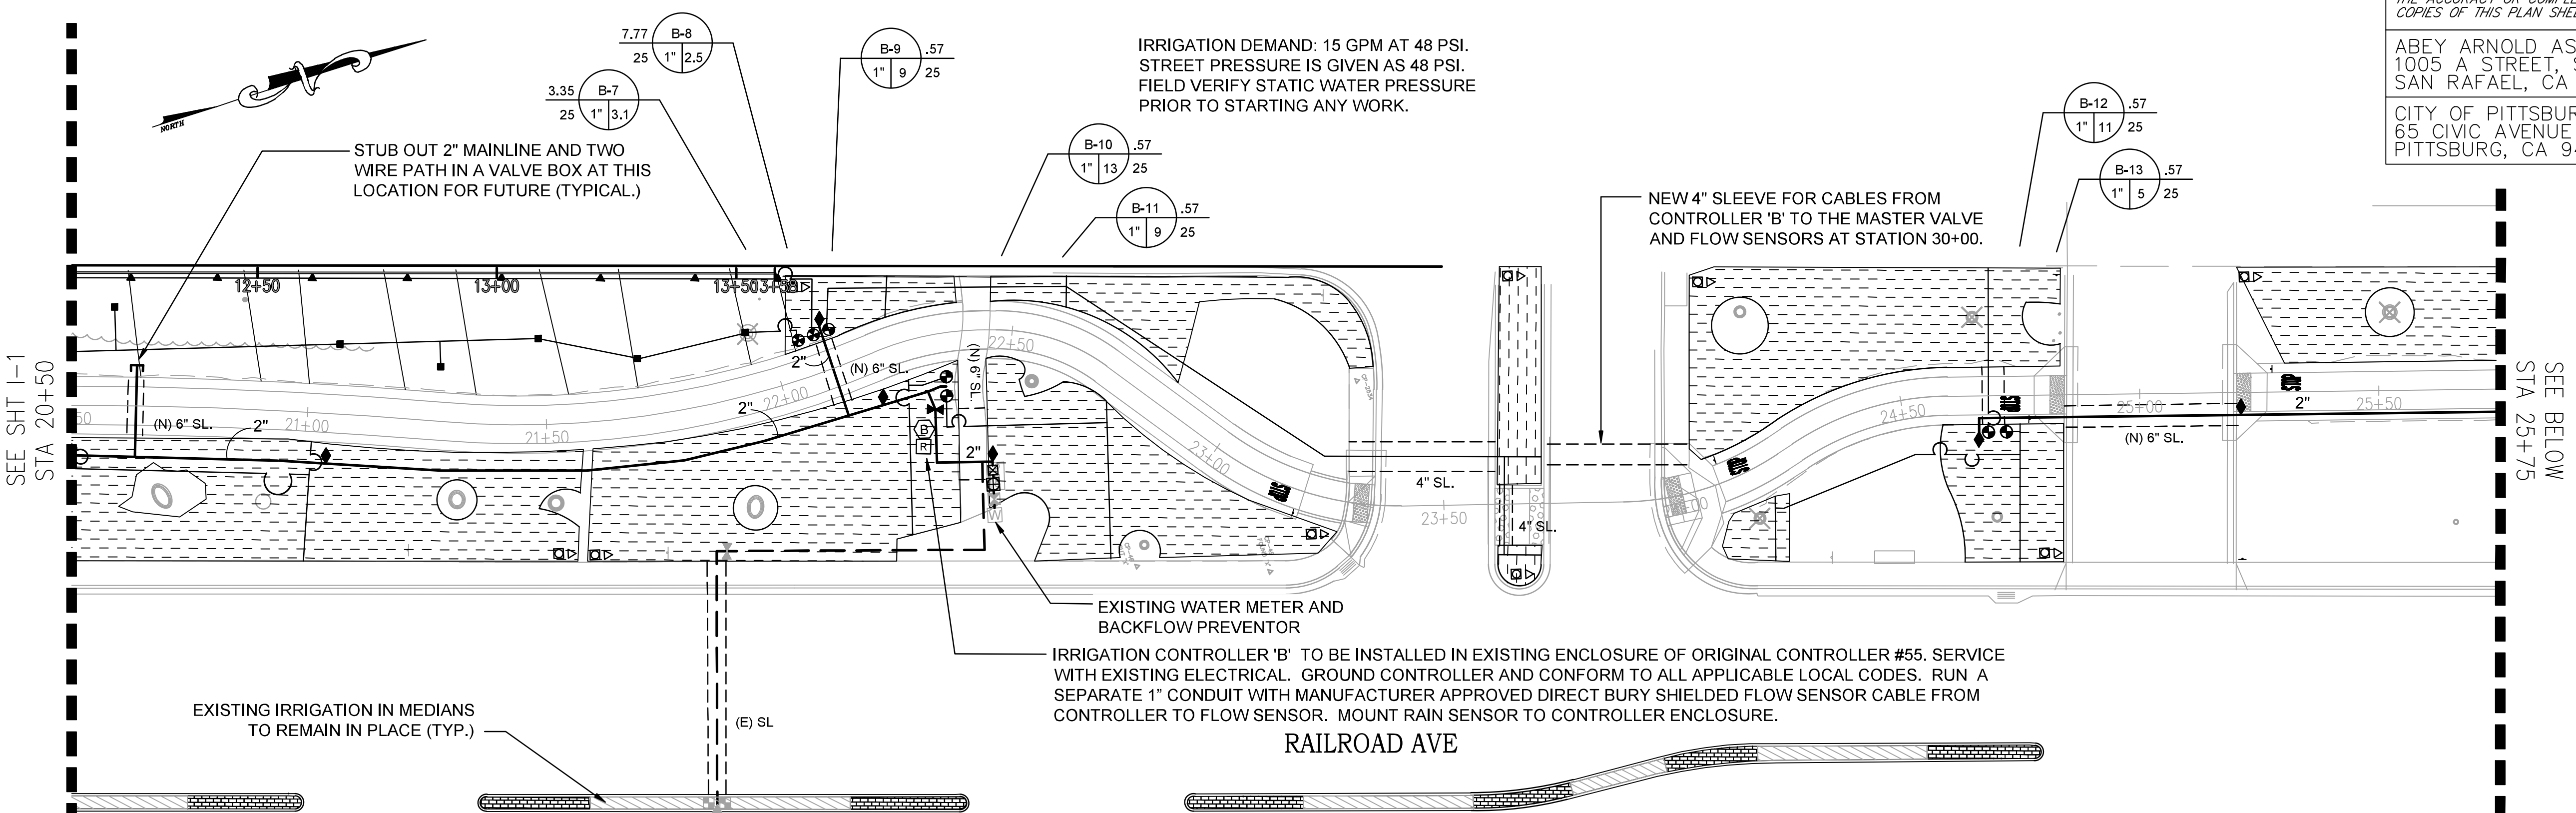 COPIES OF THIS PLAN
ABEY ARNOLD AS
1005 A STREET,
SAN RAFAEL, CA
CITY OF PITTSBUR
65 CIVIC AVENUE
PITTSBURG, CA 9
NORTH
7.77 B-8
25 1" 2.5
3.35 B-7
25 1" 3.1
B-9 .57
1" 9 25
IRRIGATION DEMAND: 15 GPM AT 48 PSI.
STREET PRESSURE IS GIVEN AS 48 PSI.
FIELD VERIFY STATIC WATER PRESSURE
PRIOR TO STARTING ANY WORK.
B-10 .57
1" 13 25
B-11 .57
1" 9 25
B-12 .57
1" 11 25
B-13 .57
1" 5 25
STUB OUT 2" MAINLINE AND TWO
WIRE PATH IN A VALVE BOX AT THIS
LOCATION FOR FUTURE (TYPICAL.)
NEW 4" SLEEVE FOR CABLES FROM
CONTROLLER 'B' TO THE MASTER VALVE
AND FLOW SENSORS AT STATION 30+00.
12+50
13+00
13+50
SEE SHT I-1
STA 20+50
SEE BELOW
STA 25+75
50
(N) 6" SL.
2"
21+00
21+50
2"
22+00
2"
(N) 6" SL.
(N) 6" SL.
22+50
B
R
2"
23+00
STOP
4" SL.
23+50
4" SL.
STOP
24+50
STOP
25+00
(N) 6" SL.
STOP
2"
25+50
EXISTING WATER METER AND
BACKFLOW PREVENTOR
IRRIGATION CONTROLLER 'B' TO BE INSTALLED IN EXISTING ENCLOSURE OF ORIGINAL CONTROLLER #55. SERVICE
WITH EXISTING ELECTRICAL. GROUND CONTROLLER AND CONFORM TO ALL APPLICABLE LOCAL CODES. RUN A
SEPARATE 1" CONDUIT WITH MANUFACTURER APPROVED DIRECT BURY SHIELDED FLOW SENSOR CABLE FROM
CONTROLLER TO FLOW SENSOR. MOUNT RAIN SENSOR TO CONTROLLER ENCLOSURE.
EXISTING IRRIGATION IN MEDIANS
TO REMAIN IN PLACE (TYP.)
(E) SL
RAILROAD AVE